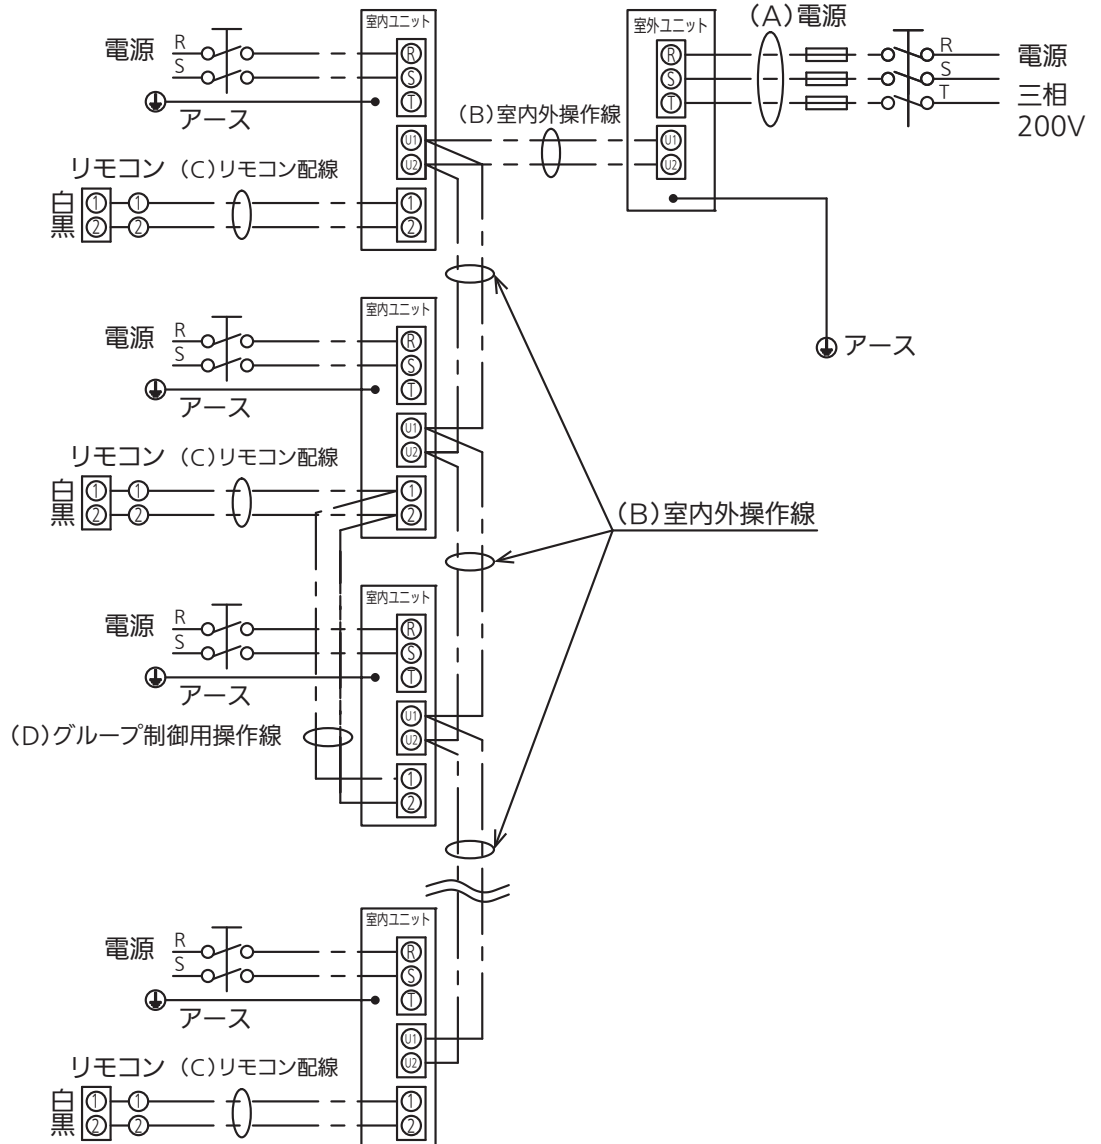 室内ユニット
電源
R
S
R
S
T
アース
U1
U2
リモコン (C)リモコン配線
白 1 1 1
黒 2 2 2
室外ユニット
(A)電源
R
S
T
R
S
T
電源
三相
200V
(B)室内外操作線
U1
U2
アース
室内ユニット
電源
R
S
R
S
T
アース
U1
U2
リモコン (C)リモコン配線
白 1 1 1
黒 2 2 2
(B)室内外操作線
室内ユニット
電源
R
S
R
S
T
アース
U1
U2
(D)グループ制御用操作線
1
2
室内ユニット
電源
R
S
R
S
T
アース
U1
U2
リモコン (C)リモコン配線
白 1 1 1
黒 2 2 2